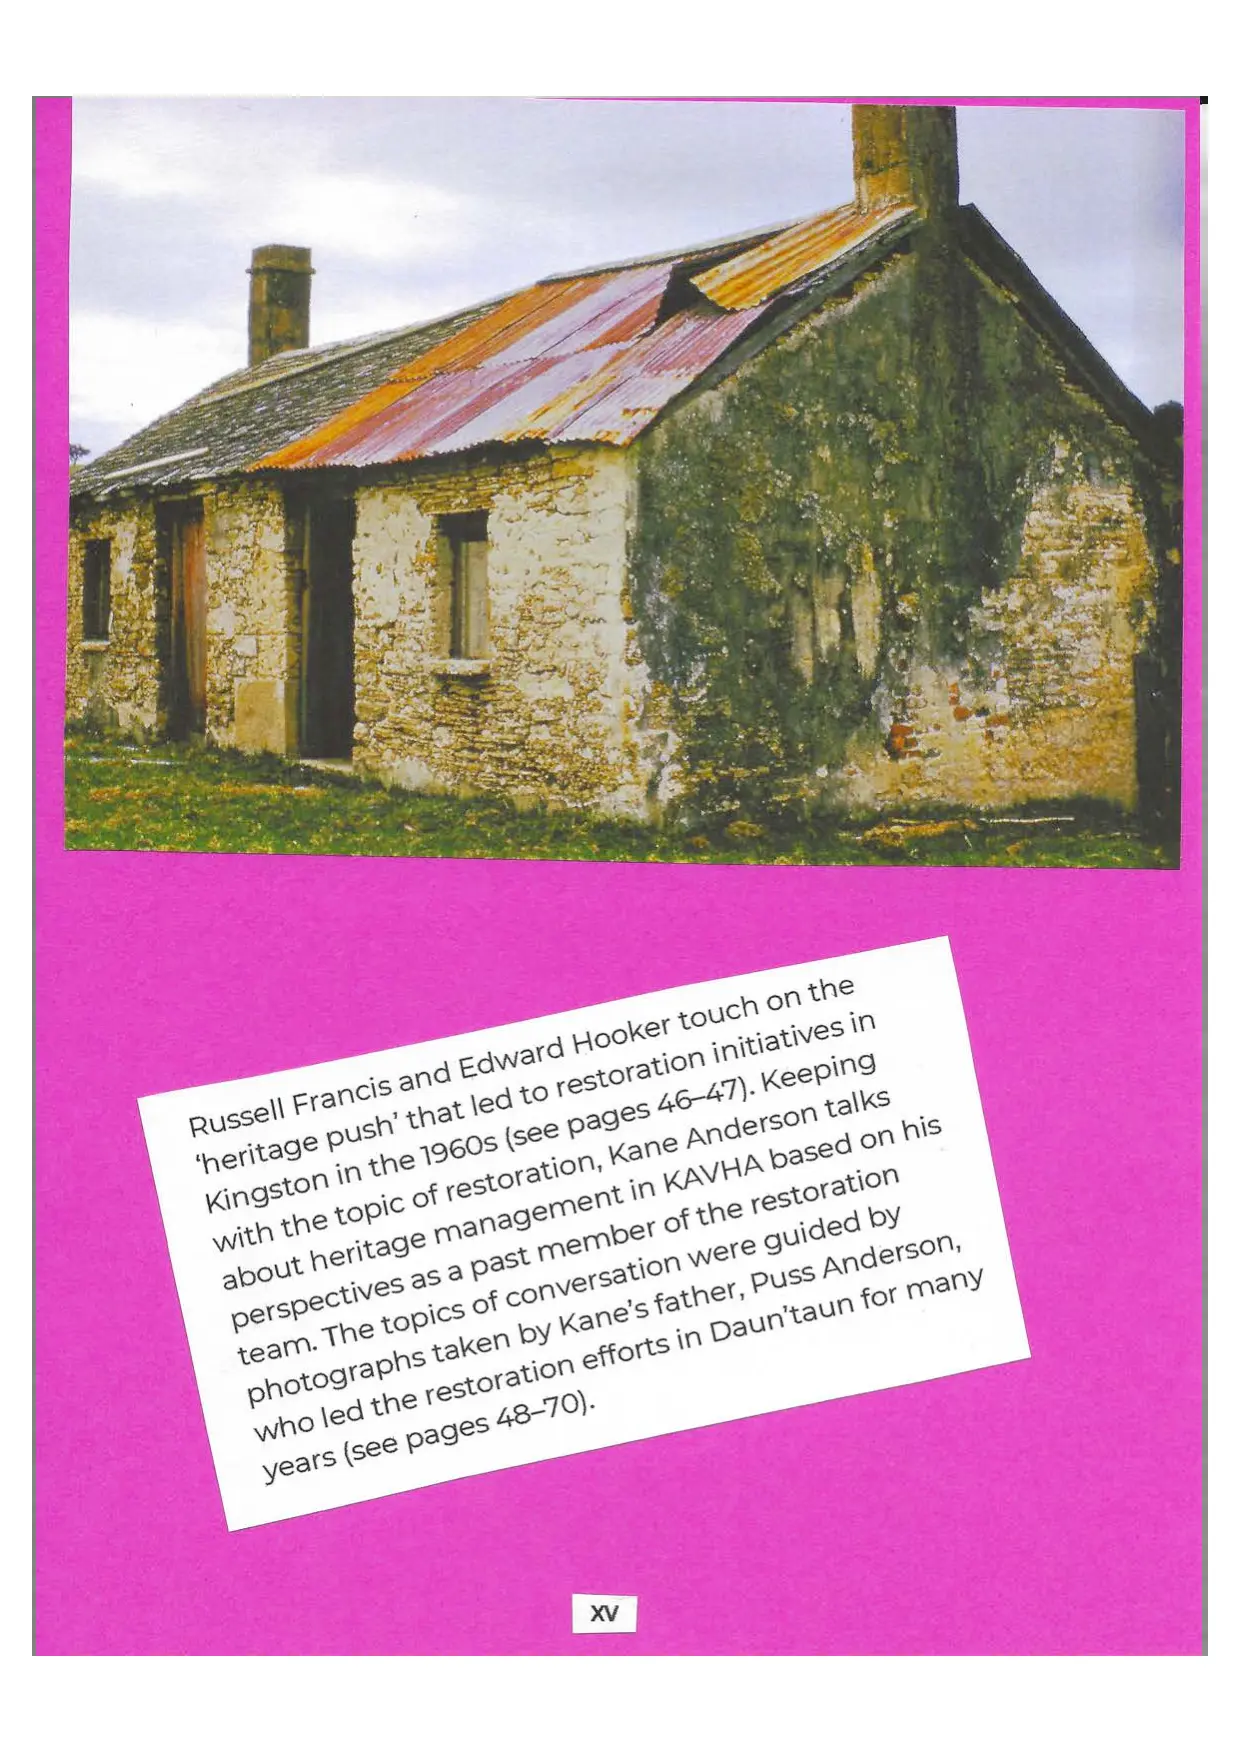 Russell Francis and Edward Hooker touch on the
‘heritage push’ that led to restoration initiatives in
Kingston in the 1960s (see pages 46–47). Keeping
with the topic of restoration, Kane Anderson talks
about heritage management in KAVHA based on his
perspectives as a past member of the restoration
team. The topics of conversation were guided by
photographs taken by Kane’s father, Puss Anderson,
who led the restoration efforts in Daun’taun for many
years (see pages 48–70).
XV